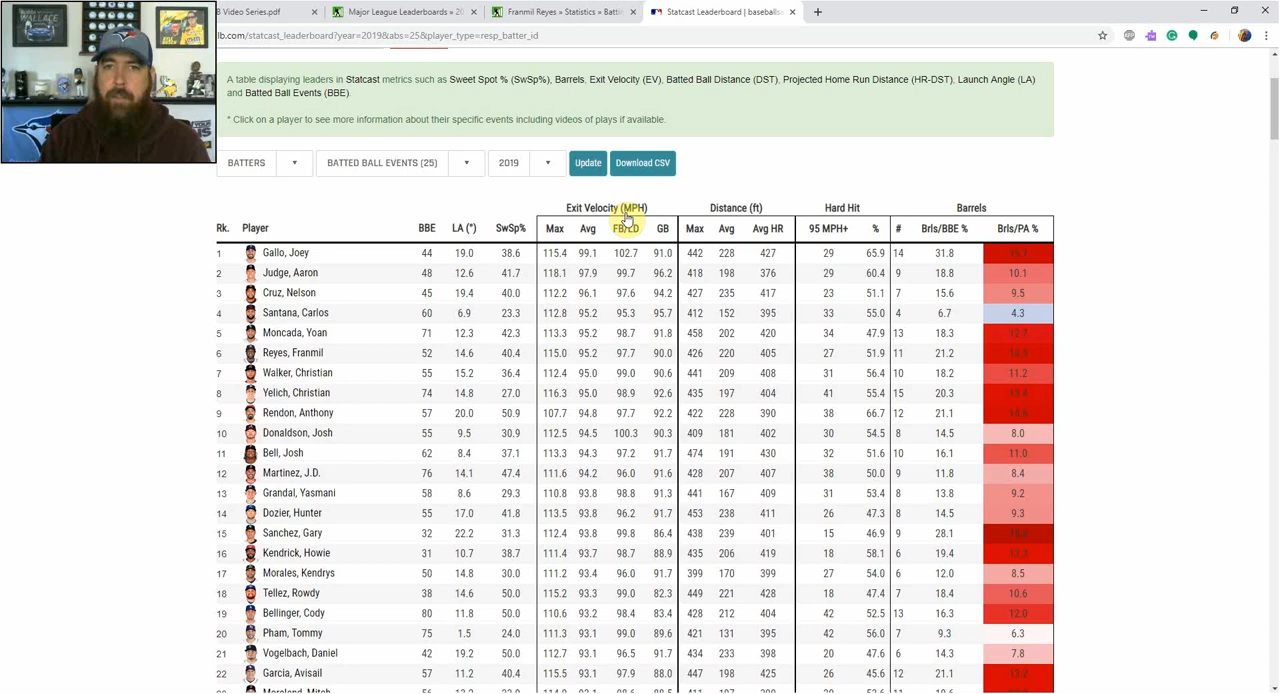 WALLACE
B Video Series.pdf
Major League Leaderboards » 20
Franmil Reyes » Statistics » Battin
Statcast Leaderboard | baseballsa
lb.com/statcast_leaderboard?year=2019&abs=25&player_type=resp_batter_id
A table displaying leaders in Statcast metrics such as Sweet Spot % (SwSp%), Barrels, Exit Velocity (EV), Batted Ball Distance (DST), Projected Home Run Distance (HR-DST), Launch Angle (LA)
and Batted Ball Events (BBE).
* Click on a player to see more information about their specific events including videos of plays if available.
BATTERS BATTED BALL EVENTS (25) 2019 Update Download CSV
Exit Velocity (MPH) Distance (ft) Hard Hit Barrels
Rk. Player BBE LA (°) SwSp% Max Avg FB/LD GB Max Avg Avg HR 95 MPH+ % # Brls/BBE % Brls/PA %
1 Gallo, Joey 44 19.0 38.6 115.4 99.1 102.7 91.0 442 228 427 29 65.9 14 31.8
2 Judge, Aaron 48 12.6 41.7 118.1 97.9 99.7 96.2 418 198 376 29 60.4 9 18.8 10.1
3 Cruz, Nelson 45 19.4 40.0 112.2 96.1 97.6 94.2 427 235 417 23 51.1 7 15.6 9.5
4 Santana, Carlos 60 6.9 23.3 112.8 95.2 95.3 95.7 412 152 395 33 55.0 4 6.7 4.3
5 Moncada, Yoan 71 12.3 42.3 113.3 95.2 98.7 91.8 458 202 420 34 47.9 13 18.3 12.7
6 Reyes, Franmil 52 14.6 40.4 115.0 95.2 97.7 90.0 426 220 405 27 51.9 11 21.2
7 Walker, Christian 55 15.2 36.4 112.4 95.0 99.0 90.6 441 209 408 31 56.4 10 18.2 11.2
8 Yelich, Christian 74 14.8 27.0 116.3 95.0 98.9 92.6 435 197 404 41 55.4 15 20.3 13.4
9 Rendon, Anthony 57 20.0 50.9 107.7 94.8 97.7 92.2 422 228 390 38 66.7 12 21.1
10 Donaldson, Josh 55 9.5 30.9 112.5 94.5 100.3 90.3 409 181 402 30 54.5 8 14.5 8.0
11 Bell, Josh 62 8.4 37.1 113.3 94.3 97.2 91.7 474 191 430 32 51.6 10 16.1 11.0
12 Martinez, J.D. 76 14.1 47.4 111.6 94.2 96.0 91.6 428 207 407 38 50.0 9 11.8 8.4
13 Grandal, Yasmani 58 8.6 29.3 110.8 93.8 98.8 91.3 441 167 409 31 53.4 8 13.8 9.2
14 Dozier, Hunter 55 17.0 41.8 113.5 93.8 96.2 91.7 453 238 411 26 47.3 8 14.5 9.3
15 Sanchez, Gary 32 22.2 31.3 112.4 93.8 99.8 86.4 438 239 401 15 46.9 9 28.1
16 Kendrick, Howie 31 10.7 38.7 111.4 93.7 98.7 88.9 435 206 419 18 58.1 6 19.4
17 Morales, Kendrys 50 14.8 30.0 111.2 93.4 96.0 91.7 399 170 399 27 54.0 6 12.0 8.5
18 Tellez, Rowdy 38 14.6 50.0 115.2 93.3 99.0 82.3 449 221 428 18 47.4 7 18.4 10.6
19 Bellinger, Cody 80 11.8 50.0 110.6 93.2 98.4 83.4 428 212 404 42 52.5 13 16.3 12.0
20 Pham, Tommy 75 1.5 24.0 111.3 93.1 99.0 89.6 421 131 395 42 56.0 7 9.3 6.3
21 Vogelbach, Daniel 42 19.2 50.0 111.2 93.1 96.5 91.7 434 233 398 20 47.6 6 14.3 7.8
22 Garcia, Avisail 57 11.2 40.4 115.5 93.1 97.9 88.0 447 198 425 26 45.6 12 21.1 13.2